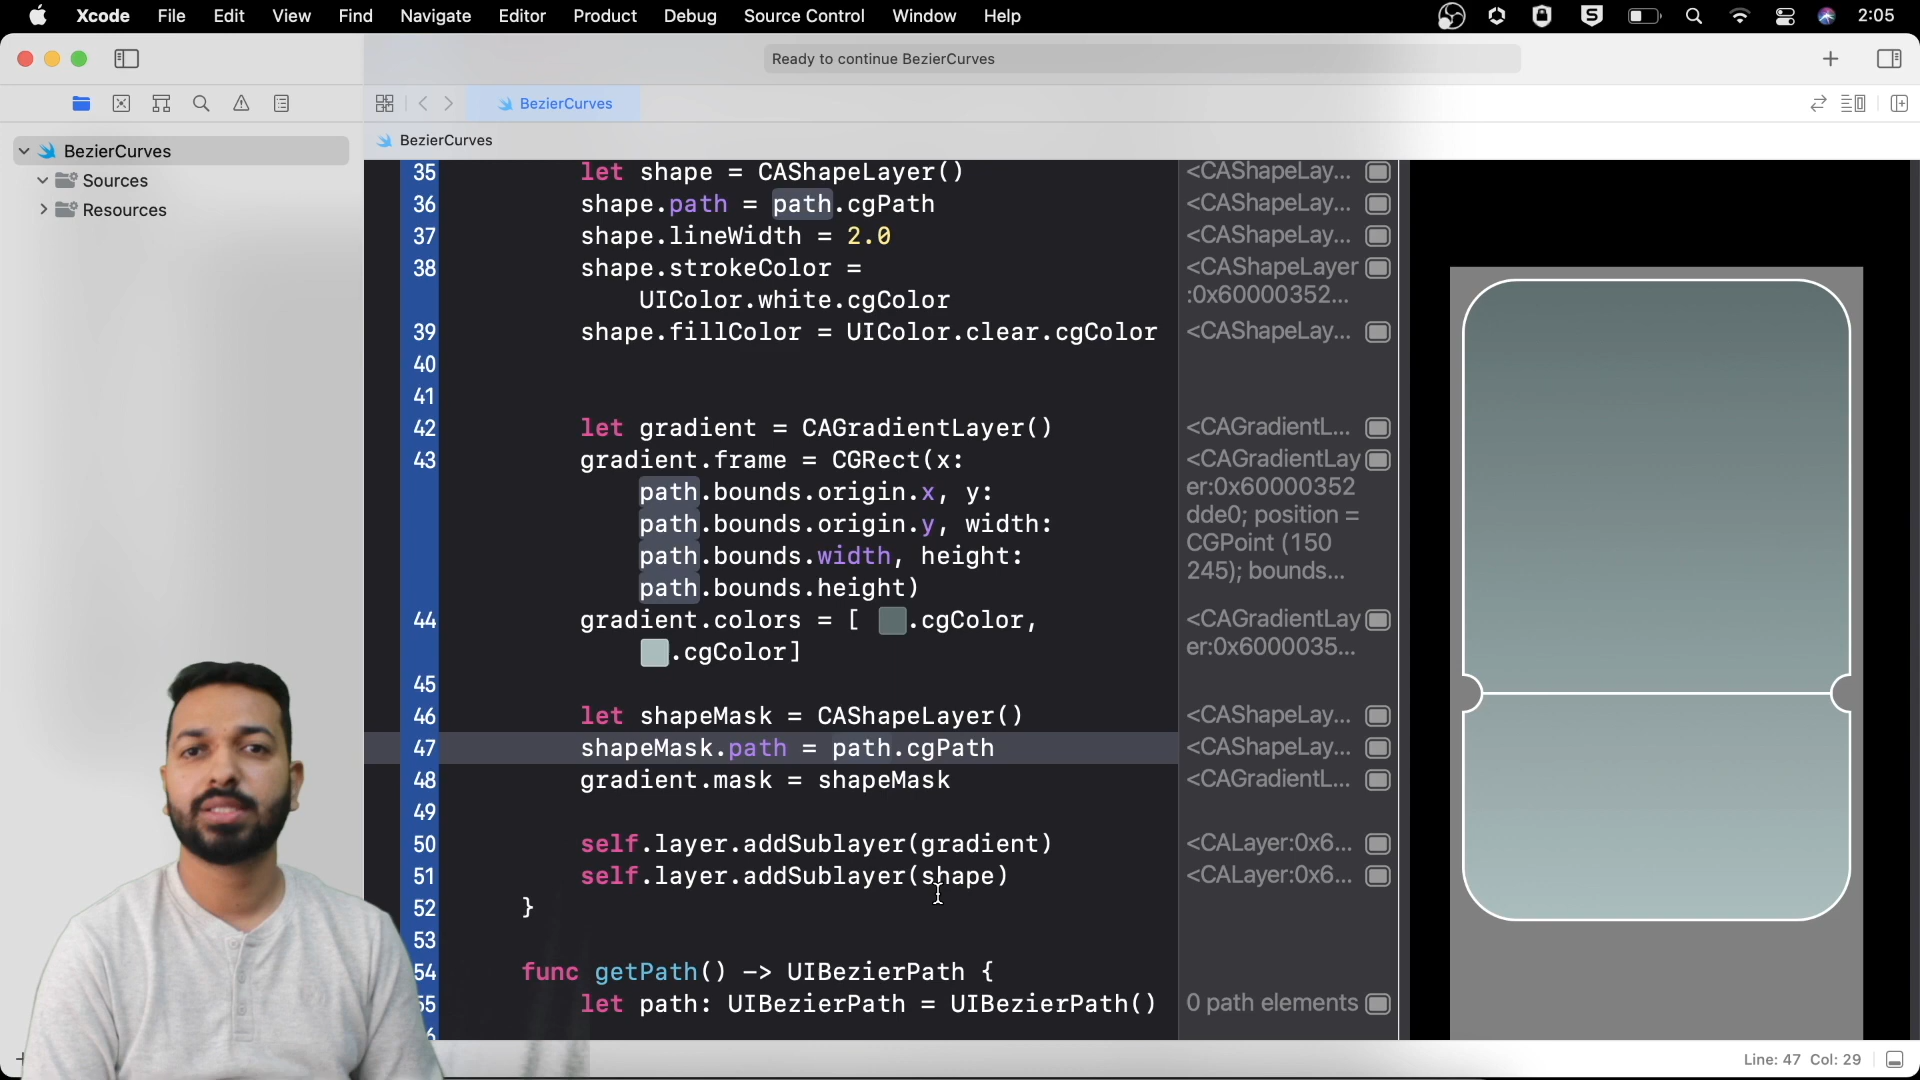 Xcode File Edit View Find Navigate Editor Product Debug Source Control Window Help 2:05
Ready to continue BezierCurves
BezierCurves
BezierCurves
BezierCurves
Sources
Resources
35 let shape = CAShapeLayer() <CAShapeLay...
36 shape.path = path.cgPath <CAShapeLay...
37 shape.lineWidth = 2.0 <CAShapeLay...
38 shape.strokeColor = <CAShapeLayer
UIColor.white.cgColor :0x60000352...
39 shape.fillColor = UIColor.clear.cgColor <CAShapeLay...
40
41
42 let gradient = CAGradientLayer() <CAGradientL...
43 gradient.frame = CGRect(x: <CAGradientLay
path.bounds.origin.x, y: er:0x60000352
path.bounds.origin.y, width: dde0; position =
path.bounds.width, height: CGPoint (150
path.bounds.height) 245); bounds...
44 gradient.colors = [ .cgColor, <CAGradientLay
.cgColor] er:0x6000035...
45
46 let shapeMask = CAShapeLayer() <CAShapeLay...
47 shapeMask.path = path.cgPath <CAShapeLay...
48 gradient.mask = shapeMask <CAGradientL...
49
50 self.layer.addSublayer(gradient) <CALayer:0x6...
51 self.layer.addSublayer(shape) <CALayer:0x6...
52 }
53
54 func getPath() -> UIBezierPath {
55 let path: UIBezierPath = UIBezierPath() 0 path elements
Line: 47 Col: 29